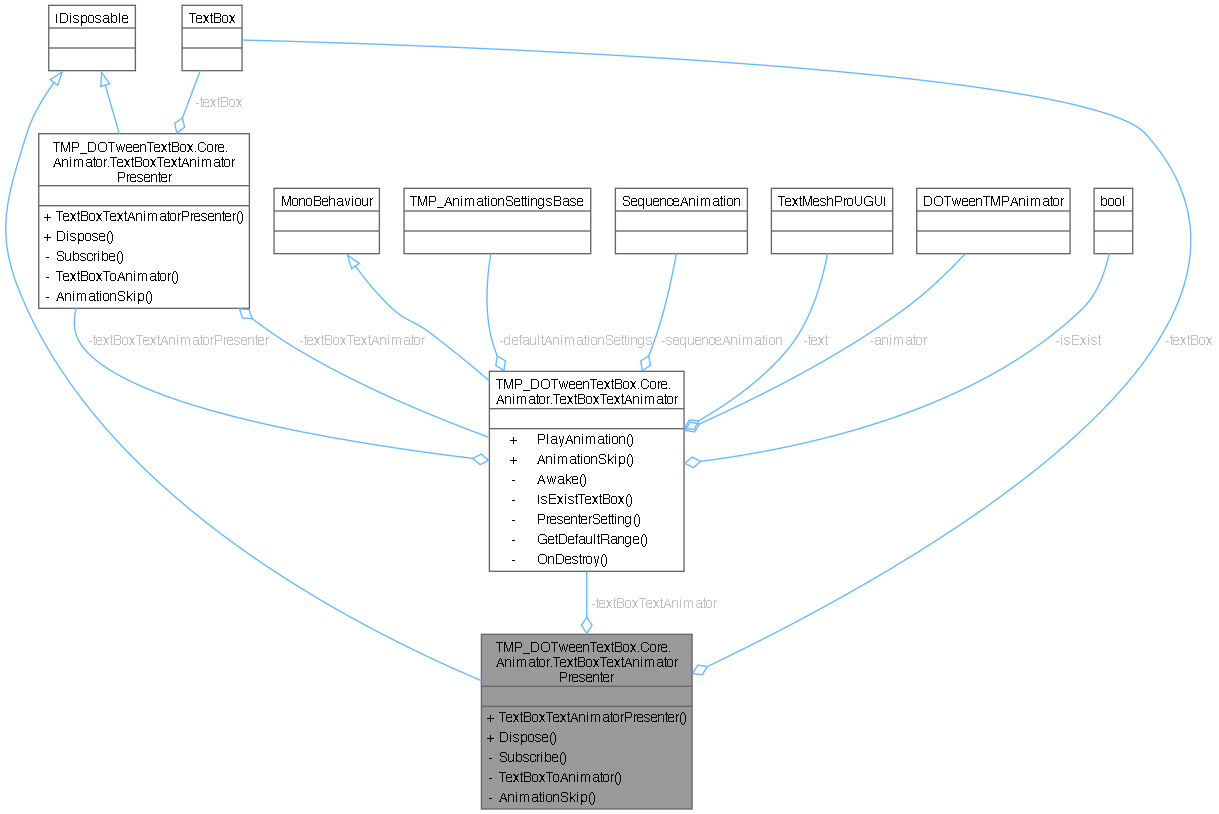 IDisposable
TextBox
-textBox
TMP_DOTweenTextBox.Core.
Animator.TextBoxTextAnimator
Presenter
+ TextBoxTextAnimatorPresenter()
+ Dispose()
- Subscribe()
- TextBoxToAnimator()
- AnimationSkip()
MonoBehaviour
TMP_AnimationSettingsBase
SequenceAnimation
TextMeshProUGUI
DOTweenTMPAnimator
bool
-textBoxTextAnimatorPresenter
-textBoxTextAnimator
-defaultAnimationSettings
-sequenceAnimation
-text
-animator
-isExist
-textBox
TMP_DOTweenTextBox.Core.
Animator.TextBoxTextAnimator
+ PlayAnimation()
+ AnimationSkip()
- Awake()
- IsExistTextBox()
- PresenterSetting()
- GetDefaultRange()
- OnDestroy()
-textBoxTextAnimator
TMP_DOTweenTextBox.Core.
Animator.TextBoxTextAnimator
Presenter
+ TextBoxTextAnimatorPresenter()
+ Dispose()
- Subscribe()
- TextBoxToAnimator()
- AnimationSkip()